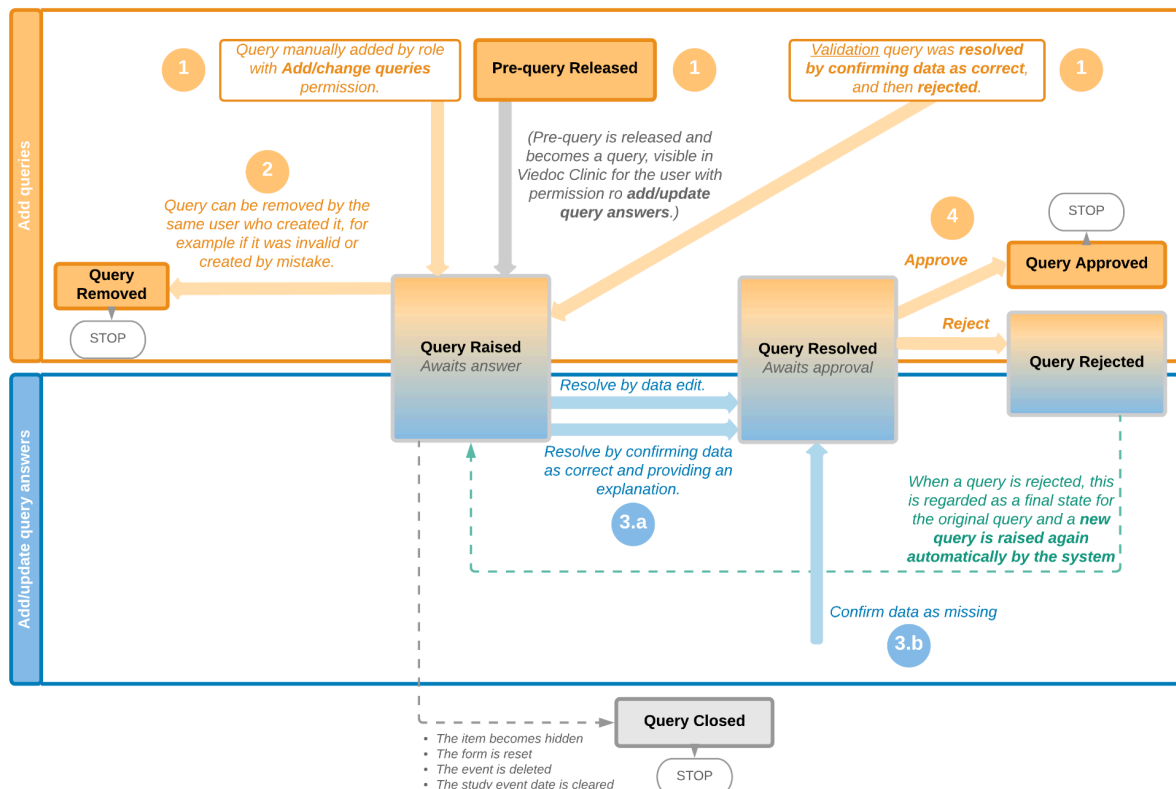 Add queries
1
Query manually added by role
with Add/change queries
permission.
Pre-query Released
1
Validation query was resolved
by confirming data as correct,
and then rejected.
1
(Pre-query is released and
becomes a query, visible in
Viedoc Clinic for the user with
permission ro add/update
query answers.)
2
Query can be removed by the
same user who created it, for
example if it was invalid or
created by mistake.
Query
Removed
STOP
4
Approve
STOP
Query Approved
Reject
Query Raised
Awaits answer
Query Resolved
Awaits approval
Query Rejected
Add/update query answers
Resolve by data edit.
Resolve by confirming data
as correct and providing an
explanation.
3.a
When a query is rejected, this
is regarded as a final state for
the original query and a new
query is raised again
automatically by the system
Confirm data as missing
3.b
Query Closed
STOP
• The item becomes hidden
• The form is reset
• The event is deleted
• The study event date is cleared